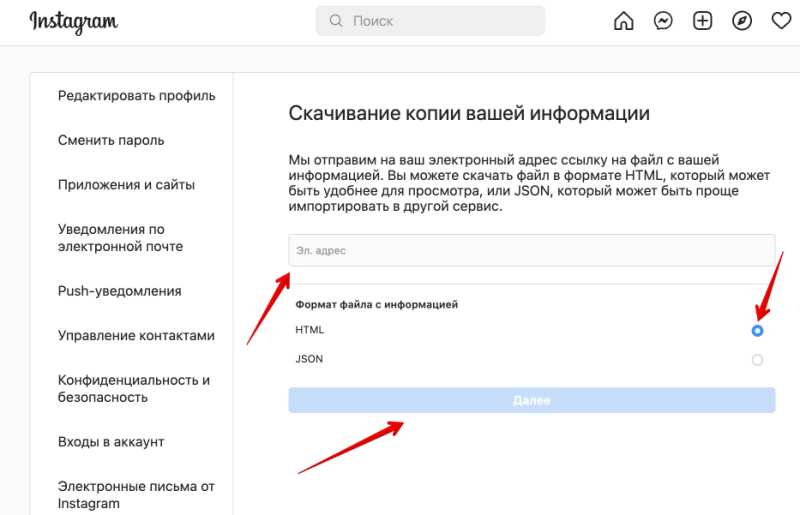 Instagram
Поиск
Редактировать профиль
Сменить пароль
Приложения и сайты
Уведомления по
электронной почте
Push-уведомления
Управление контактами
Конфиденциальность и
безопасность
Входы в аккаунт
Электронные письма от
Instagram
Скачивание копии вашей информации
Мы отправим на ваш электронный адрес ссылку на файл с вашей
информацией. Вы можете скачать файл в формате HTML, который может
быть удобнее для просмотра, или JSON, который может быть проще
импортировать в другой сервис.
Эл. адрес
Формат файла с информацией
HTML
JSON
Далее